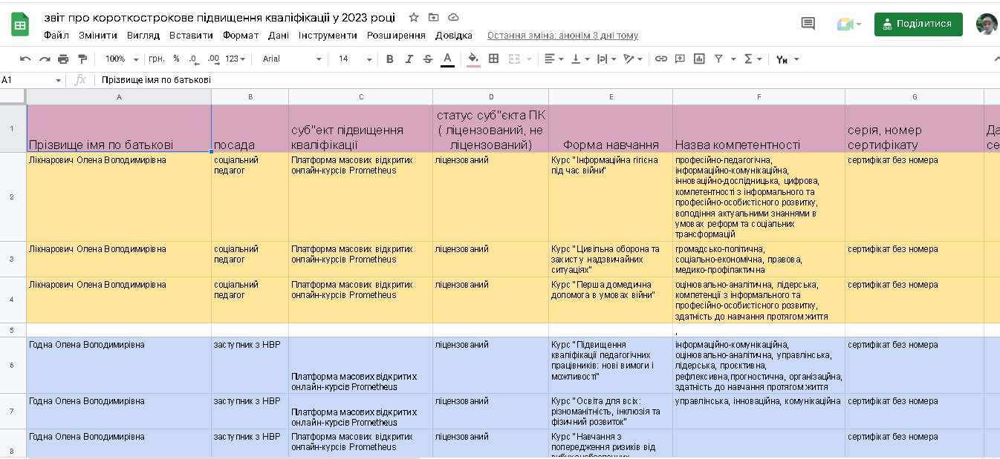 звіт про короткострокове підвищення кваліфікації у 2023 році
Файл Змінити Вигляд Вставити Формат Дані Інструменти Розширення Довідка Остання зміна: анонім 3 дні тому
Поділитися
100% грн. % .0 .00 123 Arial 14 B I S A Σ Ун
A1 fx Прізвище імя по батькові
A B C D E F G
1
Прізвище імя по батькові
посада
суб"ект підвищення
кваліфікації
статус суб"єкта ПК
( ліцензований, не
ліцензований)
Форма навчання
Назва компетентності
серія, номер
сертифікату
2
Лікнарович Олена Володимирівна
соціальний
педагог
Платформа масових відкритих
онлайн-курсів Prometheus
ліцензований
Курс "Інформаційна гігієна
під час війни"
професійно-педагогічна,
інформаційно-комунікаційна,
інноваційно-дослідницька, цифрова,
компетентності з інформального та
професійно-особистісного розвитку,
володіння актуальними знаннями в
умовах реформ та соціальних
трансформацій
сертифікат без номера
3
Лікнарович Олена Володимирівна
соціальний
педагог
Платформа масових відкритих
онлайн-курсів Prometheus
ліцензований
Курс "Цивільна оборона та
захист у надзвичайних
ситуаціях"
громадсько-політична,
соціально-економічна, правова,
медико-профілактична
сертифікат без номера
4
Лікнарович Олена Володимирівна
соціальний
педагог
Платформа масових відкритих
онлайн-курсів Prometheus
ліцензований
Курс "Перша домедична
допомога в умовах війни"
оцінювально-аналітична, лідерська,
компетенції з інформального та
професійно-особистісного розвитку,
здатність до навчання протягом життя
сертифікат без номера
5
,
6
Годна Олена Володимирівна
заступник з НВР
Платформа масових відкритих
онлайн-курсів Prometheus
ліцензований
Курс "Підвищення
кваліфікації педагогічних
працівників: нові вимоги і
можливості"
інформаційно-комунікаційна,
оцінювально-аналітична, управлінська,
лідерська, проєктивна,
рефлексивна,прогностична, організаційна,
здатність до навчання протягом життя
сертифікат без номера
7
Годна Олена Володимирівна
заступник з НВР
Платформа масових відкритих
онлайн-курсів Prometheus
ліцензований
Курс "Освіта для всіх:
різноманітність, інклюзія та
фізичний розвиток"
управлінська, інноваційна, комунікаційна
сертифікат без номера
8
Годна Олена Володимирівна
заступник з НВР
Платформа масових відкритих
онлайн-курсів Prometheus
ліцензований
Курс "Навчання з
попередження ризиків від
сертифікат без номера